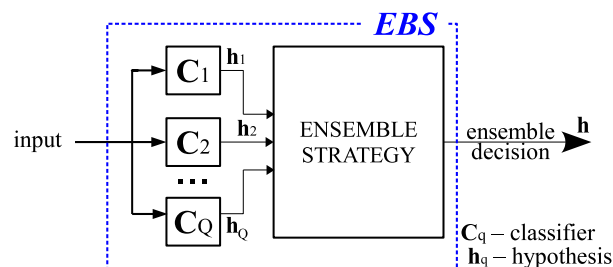 EBS
C1
h1
input
C2
h2
ENSEMBLE
STRATEGY
ensemble
decision
h
...
CQ
hQ
Cq – classifier
hq – hypothesis